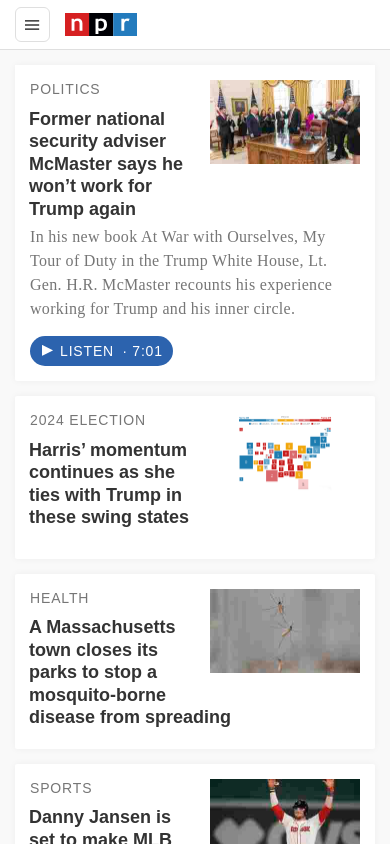 npr
POLITICS
Former national
security adviser
McMaster says he
won’t work for
Trump again
In his new book At War with Ourselves, My
Tour of Duty in the Trump White House, Lt.
Gen. H.R. McMaster recounts his experience
working for Trump and his inner circle.
LISTEN · 7:01
2024 ELECTION
Harris’ momentum
continues as she
ties with Trump in
these swing states
HEALTH
A Massachusetts
town closes its
parks to stop a
mosquito-borne
disease from spreading
SPORTS
Danny Jansen is
set to make MLB